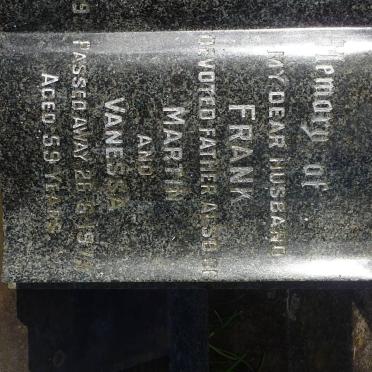 Memory of
MY DEAR HUSBAND
FRANK
DEVOTED FATHER
MARTIN
AND
VANESSA
PASSED AWAY
AGED 59 YEARS